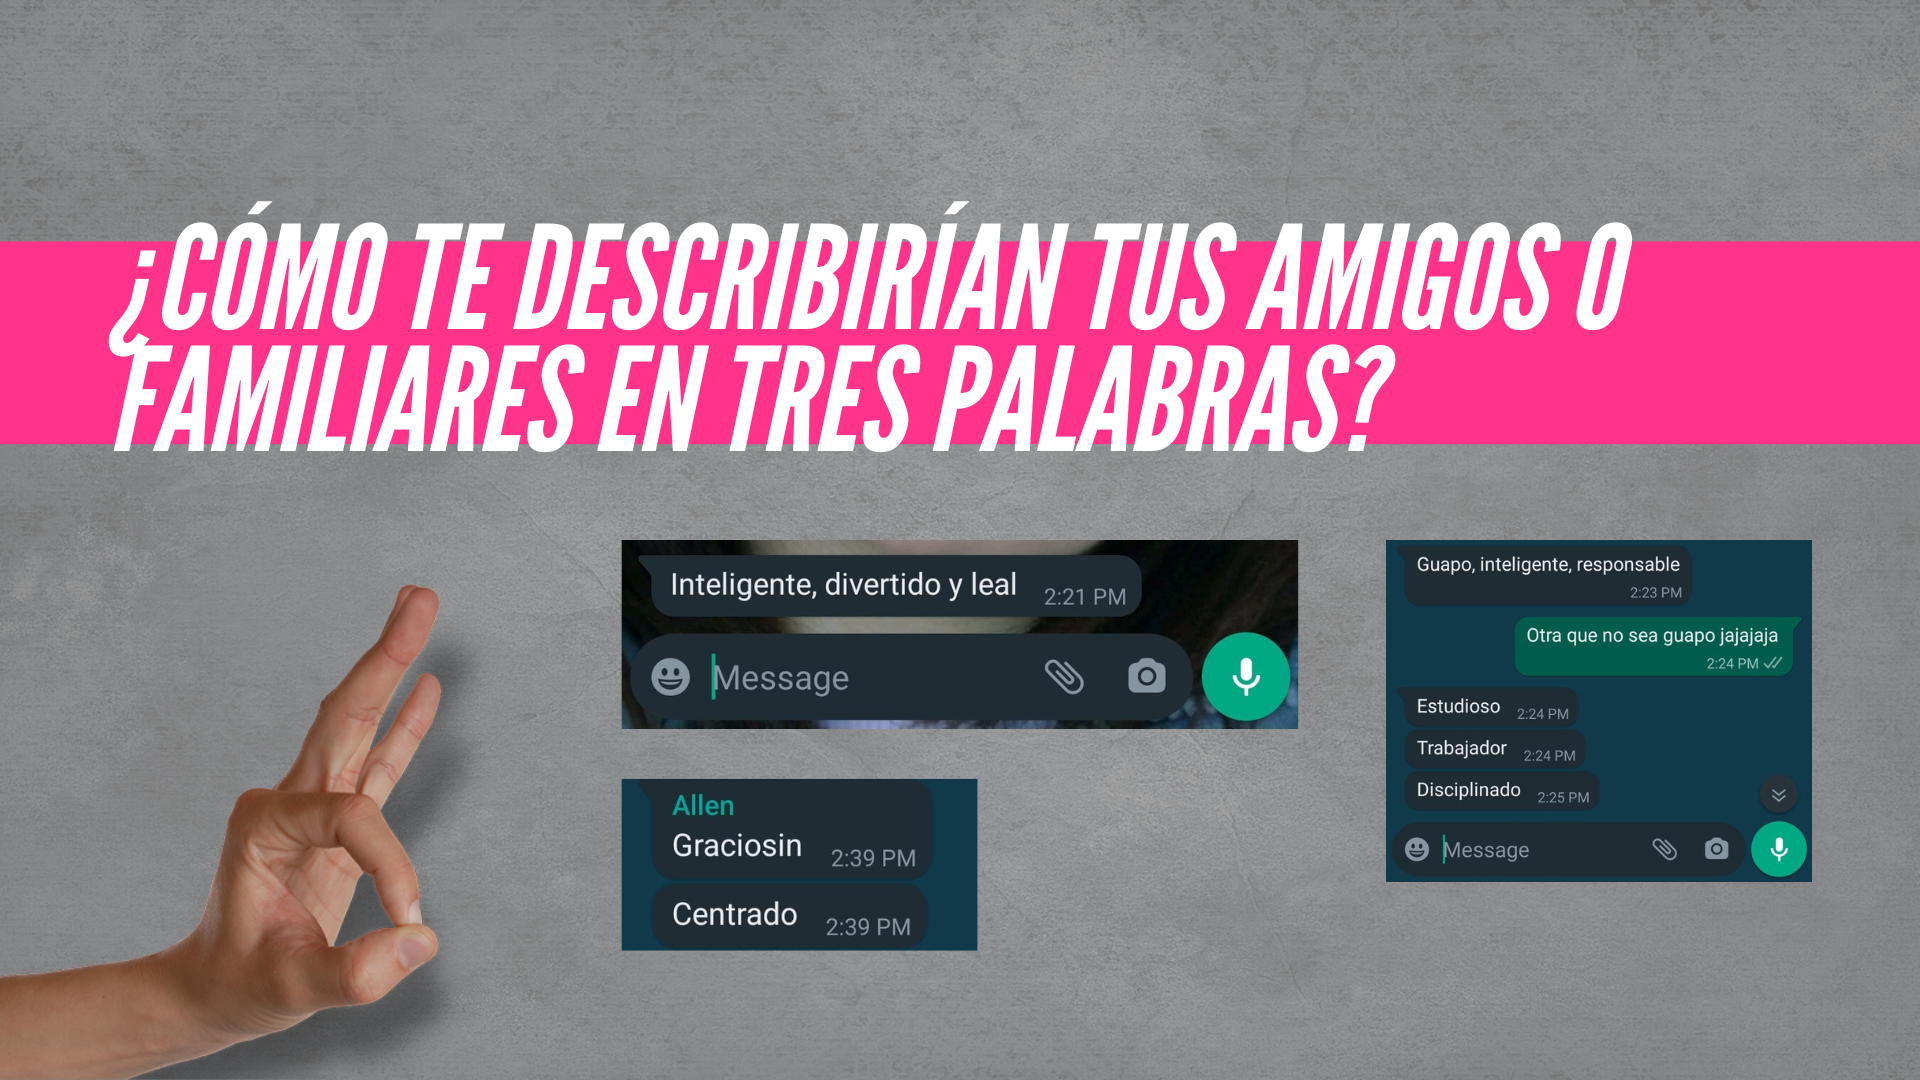 ¿CÓMO TE DESCRIBIRÍAN TUS AMIGOS O
FAMILIARES EN TRES PALABRAS?
Inteligente, divertido y leal 2:21 PM
Message
Allen
Graciosin 2:39 PM
Centrado 2:39 PM
Guapo, inteligente, responsable
2:23 PM
Otra que no sea guapo jajajaja
2:24 PM
Estudioso 2:24 PM
Trabajador 2:24 PM
Disciplinado 2:25 PM
Message